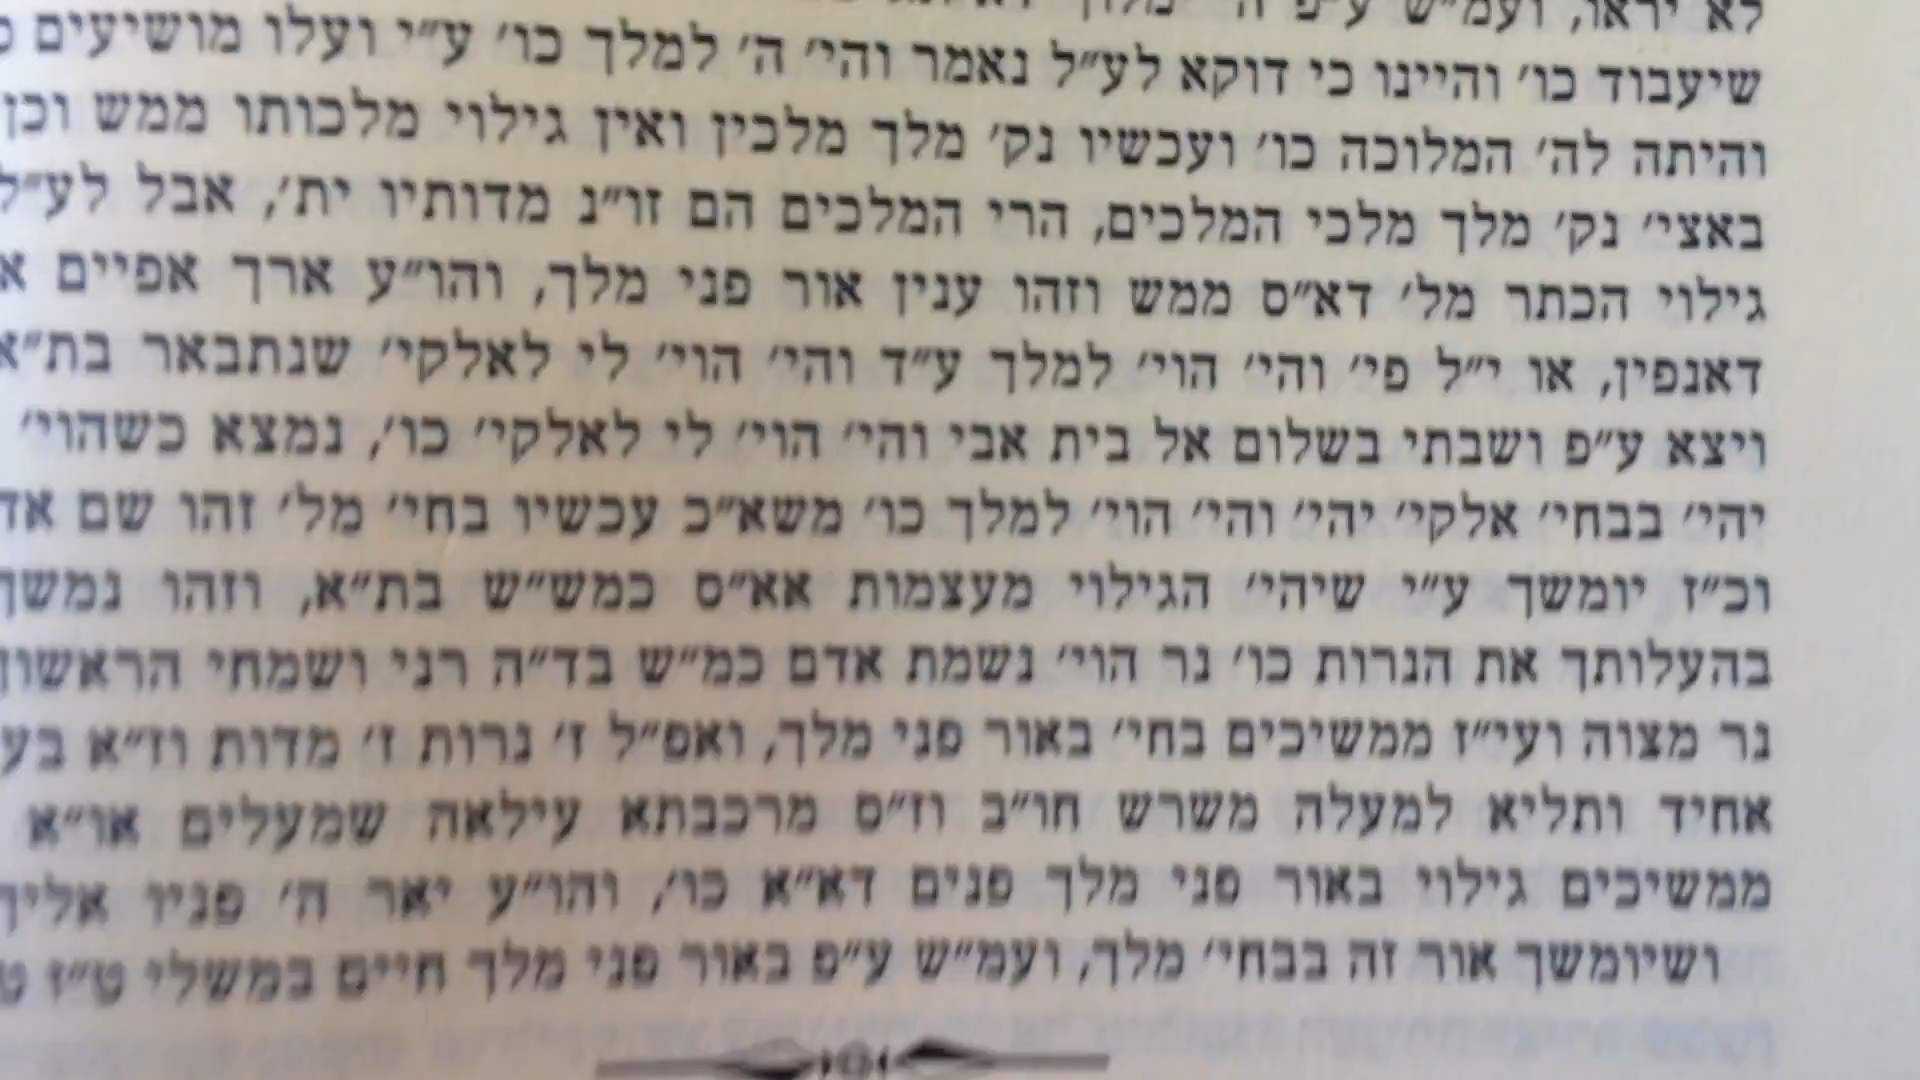 לא יראו, ועמ״ש ע״פ ה׳ ימלוך
שיעבוד כו׳ והיינו כי דוקא לע״ל נאמר והי׳ ה׳ למלך כו׳ ע״י ועלו מושיעים
והיתה לה׳ המלוכה כו׳ ועכשיו נק׳ מלך מלכין ואין גילוי מלכותו ממש וכן
באצי׳ נק׳ מלך מלכי המלכים, הרי המלכים הם זו״נ מדותיו ית׳, אבל לע״ל
גילוי הכתר מל׳ דא״ס ממש וזהו ענין אור פני מלך, והו״ע ארך אפיים
דאנפין, או י״ל פי׳ והי׳ הוי׳ למלך ע״ד והי׳ הוי׳ לי לאלקי׳ שנתבאר בת״א
ויצא ע״פ ושבתי בשלום אל בית אבי והי׳ הוי׳ לי לאלקי׳ כו׳, נמצא כשהוי׳
יהי׳ בבחי׳ אלקי׳ יהי׳ והי׳ הוי׳ למלך כו׳ משא״כ עכשיו בחי׳ מל׳ זהו שם
וכ״ז יומשך ע״י שיהי׳ הגילוי מעצמות אא״ס כמש״ש בת״א, וזהו נמשך
בהעלותך את הנרות כו׳ נר הוי׳ נשמת אדם כמ״ש בד״ה רני ושמחי הראשון
נר מצוה ועי״ז ממשיכים בחי׳ באור פני מלך, ואפ״ל ז׳ נרות ז׳ מדות וז״א
אחיד ותליא למעלה משרש חו״ב וז״ס מרכבתא עילאה שמעלים או״א
ממשיכים גילוי באור פני מלך פנים דא״א כו׳, והו״ע יאר ה׳ פניו אליך
ושיומשך אור זה בבחי׳ מלך, ועמ״ש ע״פ באור פני מלך חיים במשלי ט״ז